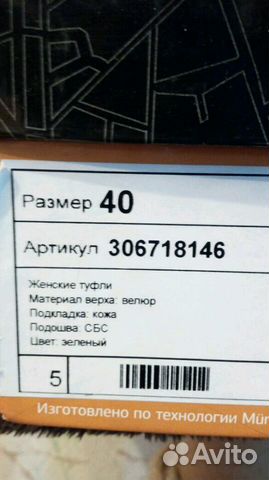 Размер 40
Артикул 306718146
Женские туфли
Материал верха: велюр
Подкладка: кожа
Подошва: СБС
Цвет: зеленый
5
Изготовлено по технологии Mün
Avito